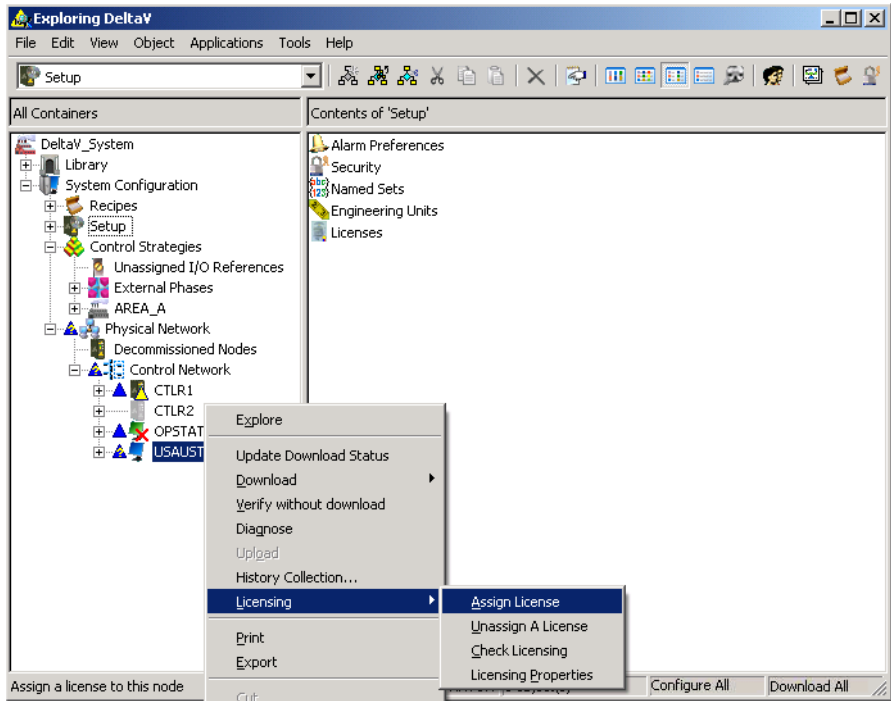 Exploring DeltaV
File Edit View Object Applications Tools Help
Setup
All Containers
Contents of 'Setup'
DeltaV_System
Library
System Configuration
Recipes
Setup
Control Strategies
Unassigned I/O References
External Phases
AREA_A
Physical Network
Decommissioned Nodes
Control Network
CTLR1
CTLR2
OPSTAT
USAUST
Alarm Preferences
Security
abc
123
Named Sets
Engineering Units
Licenses
Explore
Update Download Status
Download
Verify without download
Diagnose
Upload
History Collection...
Licensing
Print
Export
Cut
Assign License
Unassign A License
Check Licensing
Licensing Properties
Assign a license to this node
Configure All
Download All